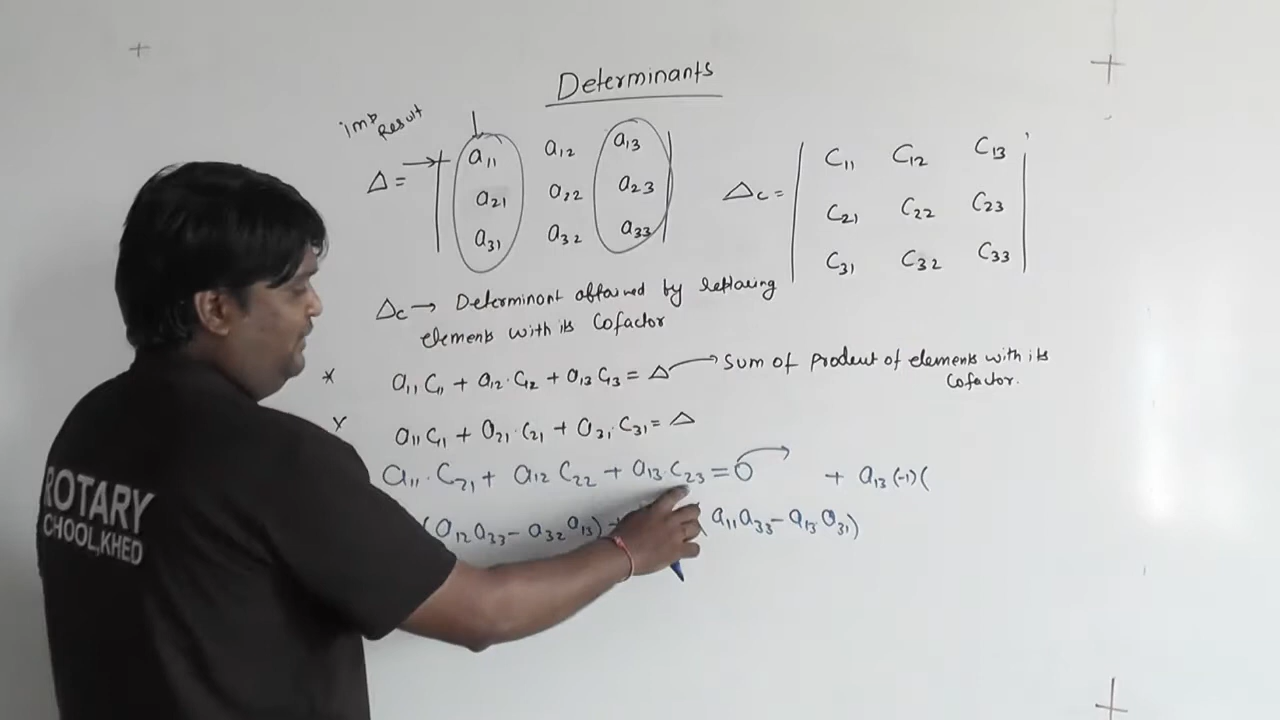 Determinants
imp Result
Δ = | a11 a12 a13 |
a21 a22 a23
a31 a32 a33
Δc = | C11 C12 C13 |
C21 C22 C23
C31 C32 C33
Δc → Determinant obtained by replacing
elements with its Cofactor
* a11 C11 + a12 · C12 + a13 C13 = Δ → Sum of product of elements with its
Cofactor.
a11 C11 + a21 · C21 + a31 · C31 = Δ
a11 · C21 + a12 C22 + a13 · C23 = 0 → + a13 (-1) (
(a12 a33 - a32 a13) + (a11 a33 - a13 a31)
ROTARY
CHOOL, KHED